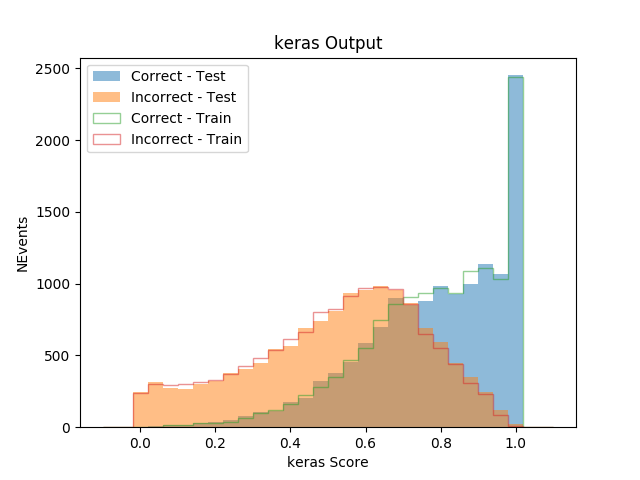 keras Output
Correct - Test
Incorrect - Test
Correct - Train
Incorrect - Train
NEvents
2500
2000
1500
1000
500
0
0.0 0.2 0.4 0.6 0.8 1.0
keras Score